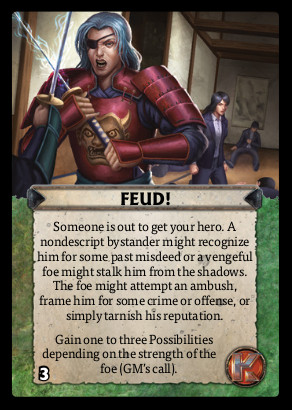 FEUD!
Someone is out to get your hero. A
nondescript bystander might recognize
him for some past misdeed or a vengeful
foe might stalk him from the shadows.
The foe might attempt an ambush,
frame him for some crime or offense, or
simply tarnish his reputation.
Gain one to three Possibilities
depending on the strength of the
foe (GM's call).
3
K